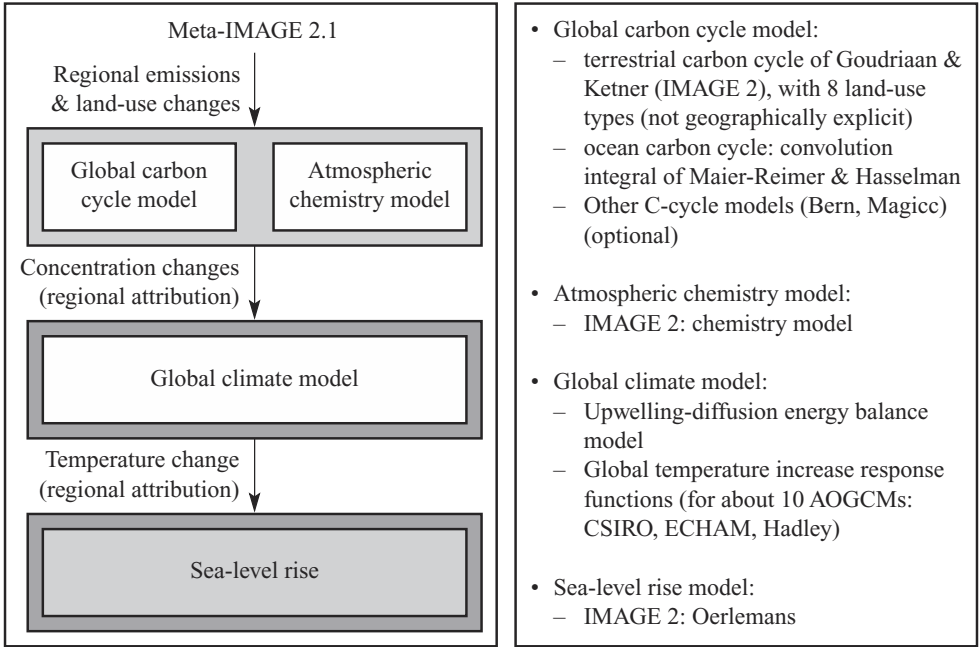 Meta-IMAGE 2.1
Regional emissions
& land-use changes
Global carbon
cycle model
Atmospheric
chemistry model
Concentration changes
(regional attribution)
Global climate model
Temperature change
(regional attribution)
Sea-level rise
• Global carbon cycle model:
– terrestrial carbon cycle of Goudriaan &
Ketner (IMAGE 2), with 8 land-use
types (not geographically explicit)
– ocean carbon cycle: convolution
integral of Maier-Reimer & Hasselman
– Other C-cycle models (Bern, Magicc)
(optional)
• Atmospheric chemistry model:
– IMAGE 2: chemistry model
• Global climate model:
– Upwelling-diffusion energy balance
model
– Global temperature increase response
functions (for about 10 AOGCMs:
CSIRO, ECHAM, Hadley)
• Sea-level rise model:
– IMAGE 2: Oerlemans